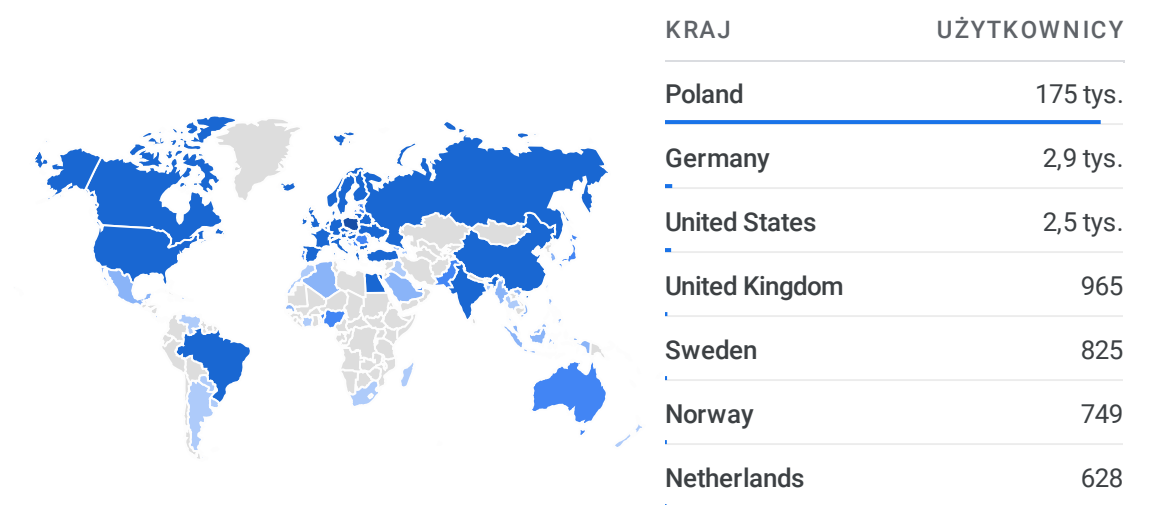 KRAJ UŻYTKOWNICY
Poland 175 tys.
Germany 2,9 tys.
United States 2,5 tys.
United Kingdom 965
Sweden 825
Norway 749
Netherlands 628